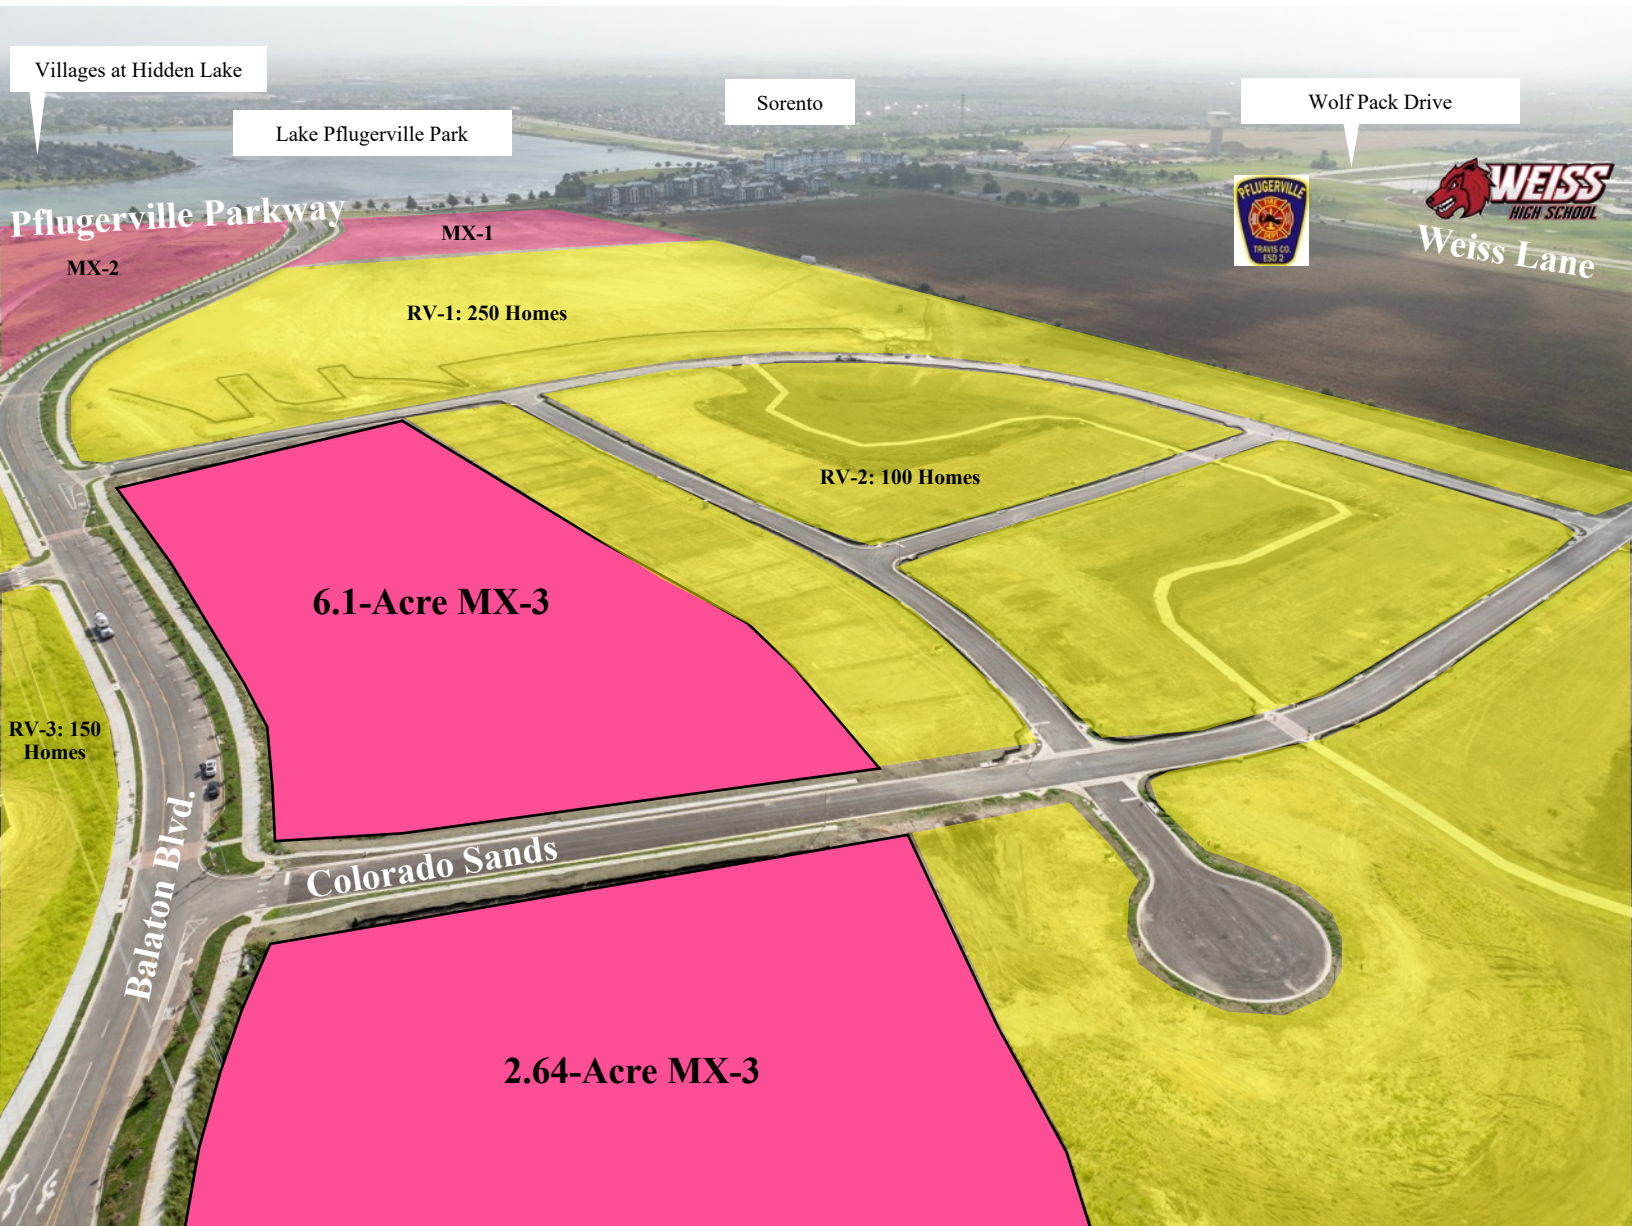 Villages at Hidden Lake
Lake Pflugerville Park
Sorento
Wolf Pack Drive
PFLUGERVILLE
FIRE
DEPT.
TRAVIS CO.
ESD 2
WEISS
HIGH SCHOOL
Weiss Lane
Pflugerville Parkway
MX-2
MX-1
RV-1: 250 Homes
RV-2: 100 Homes
6.1-Acre MX-3
RV-3: 150
Homes
Balaton Blvd.
Colorado Sands
2.64-Acre MX-3